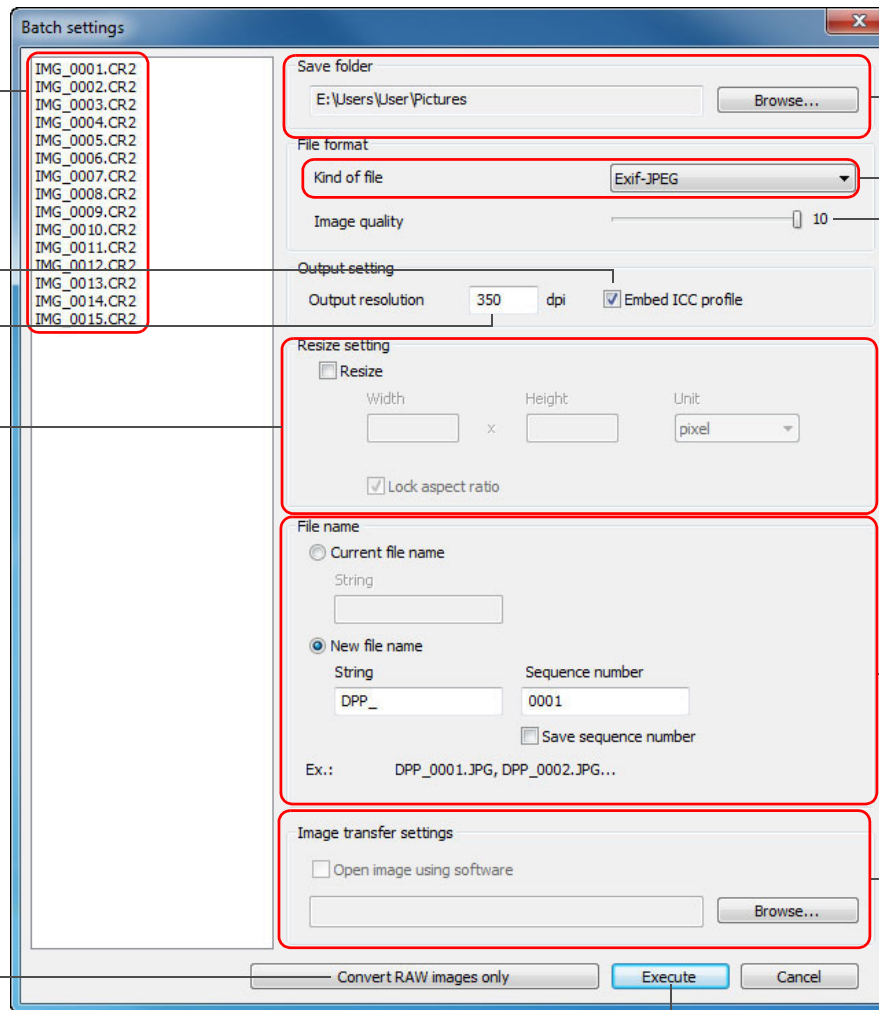 Batch settings
IMG_0001.CR2
IMG_0002.CR2
IMG_0003.CR2
IMG_0004.CR2
IMG_0005.CR2
IMG_0006.CR2
IMG_0007.CR2
IMG_0008.CR2
IMG_0009.CR2
IMG_0010.CR2
IMG_0011.CR2
IMG_0012.CR2
IMG_0013.CR2
IMG_0014.CR2
IMG_0015.CR2
Save folder
E:\Users\User\Pictures Browse...
File format
Kind of file Exif-JPEG
Image quality 10
Output setting
Output resolution 350 dpi Embed ICC profile
Resize setting
Resize
Width Height Unit
x pixel
Lock aspect ratio
File name
Current file name
String
New file name
String Sequence number
DPP_ 0001
Save sequence number
Ex.: DPP_0001.JPG, DPP_0002.JPG...
Image transfer settings
Open image using software
Browse...
Convert RAW images only Execute Cancel